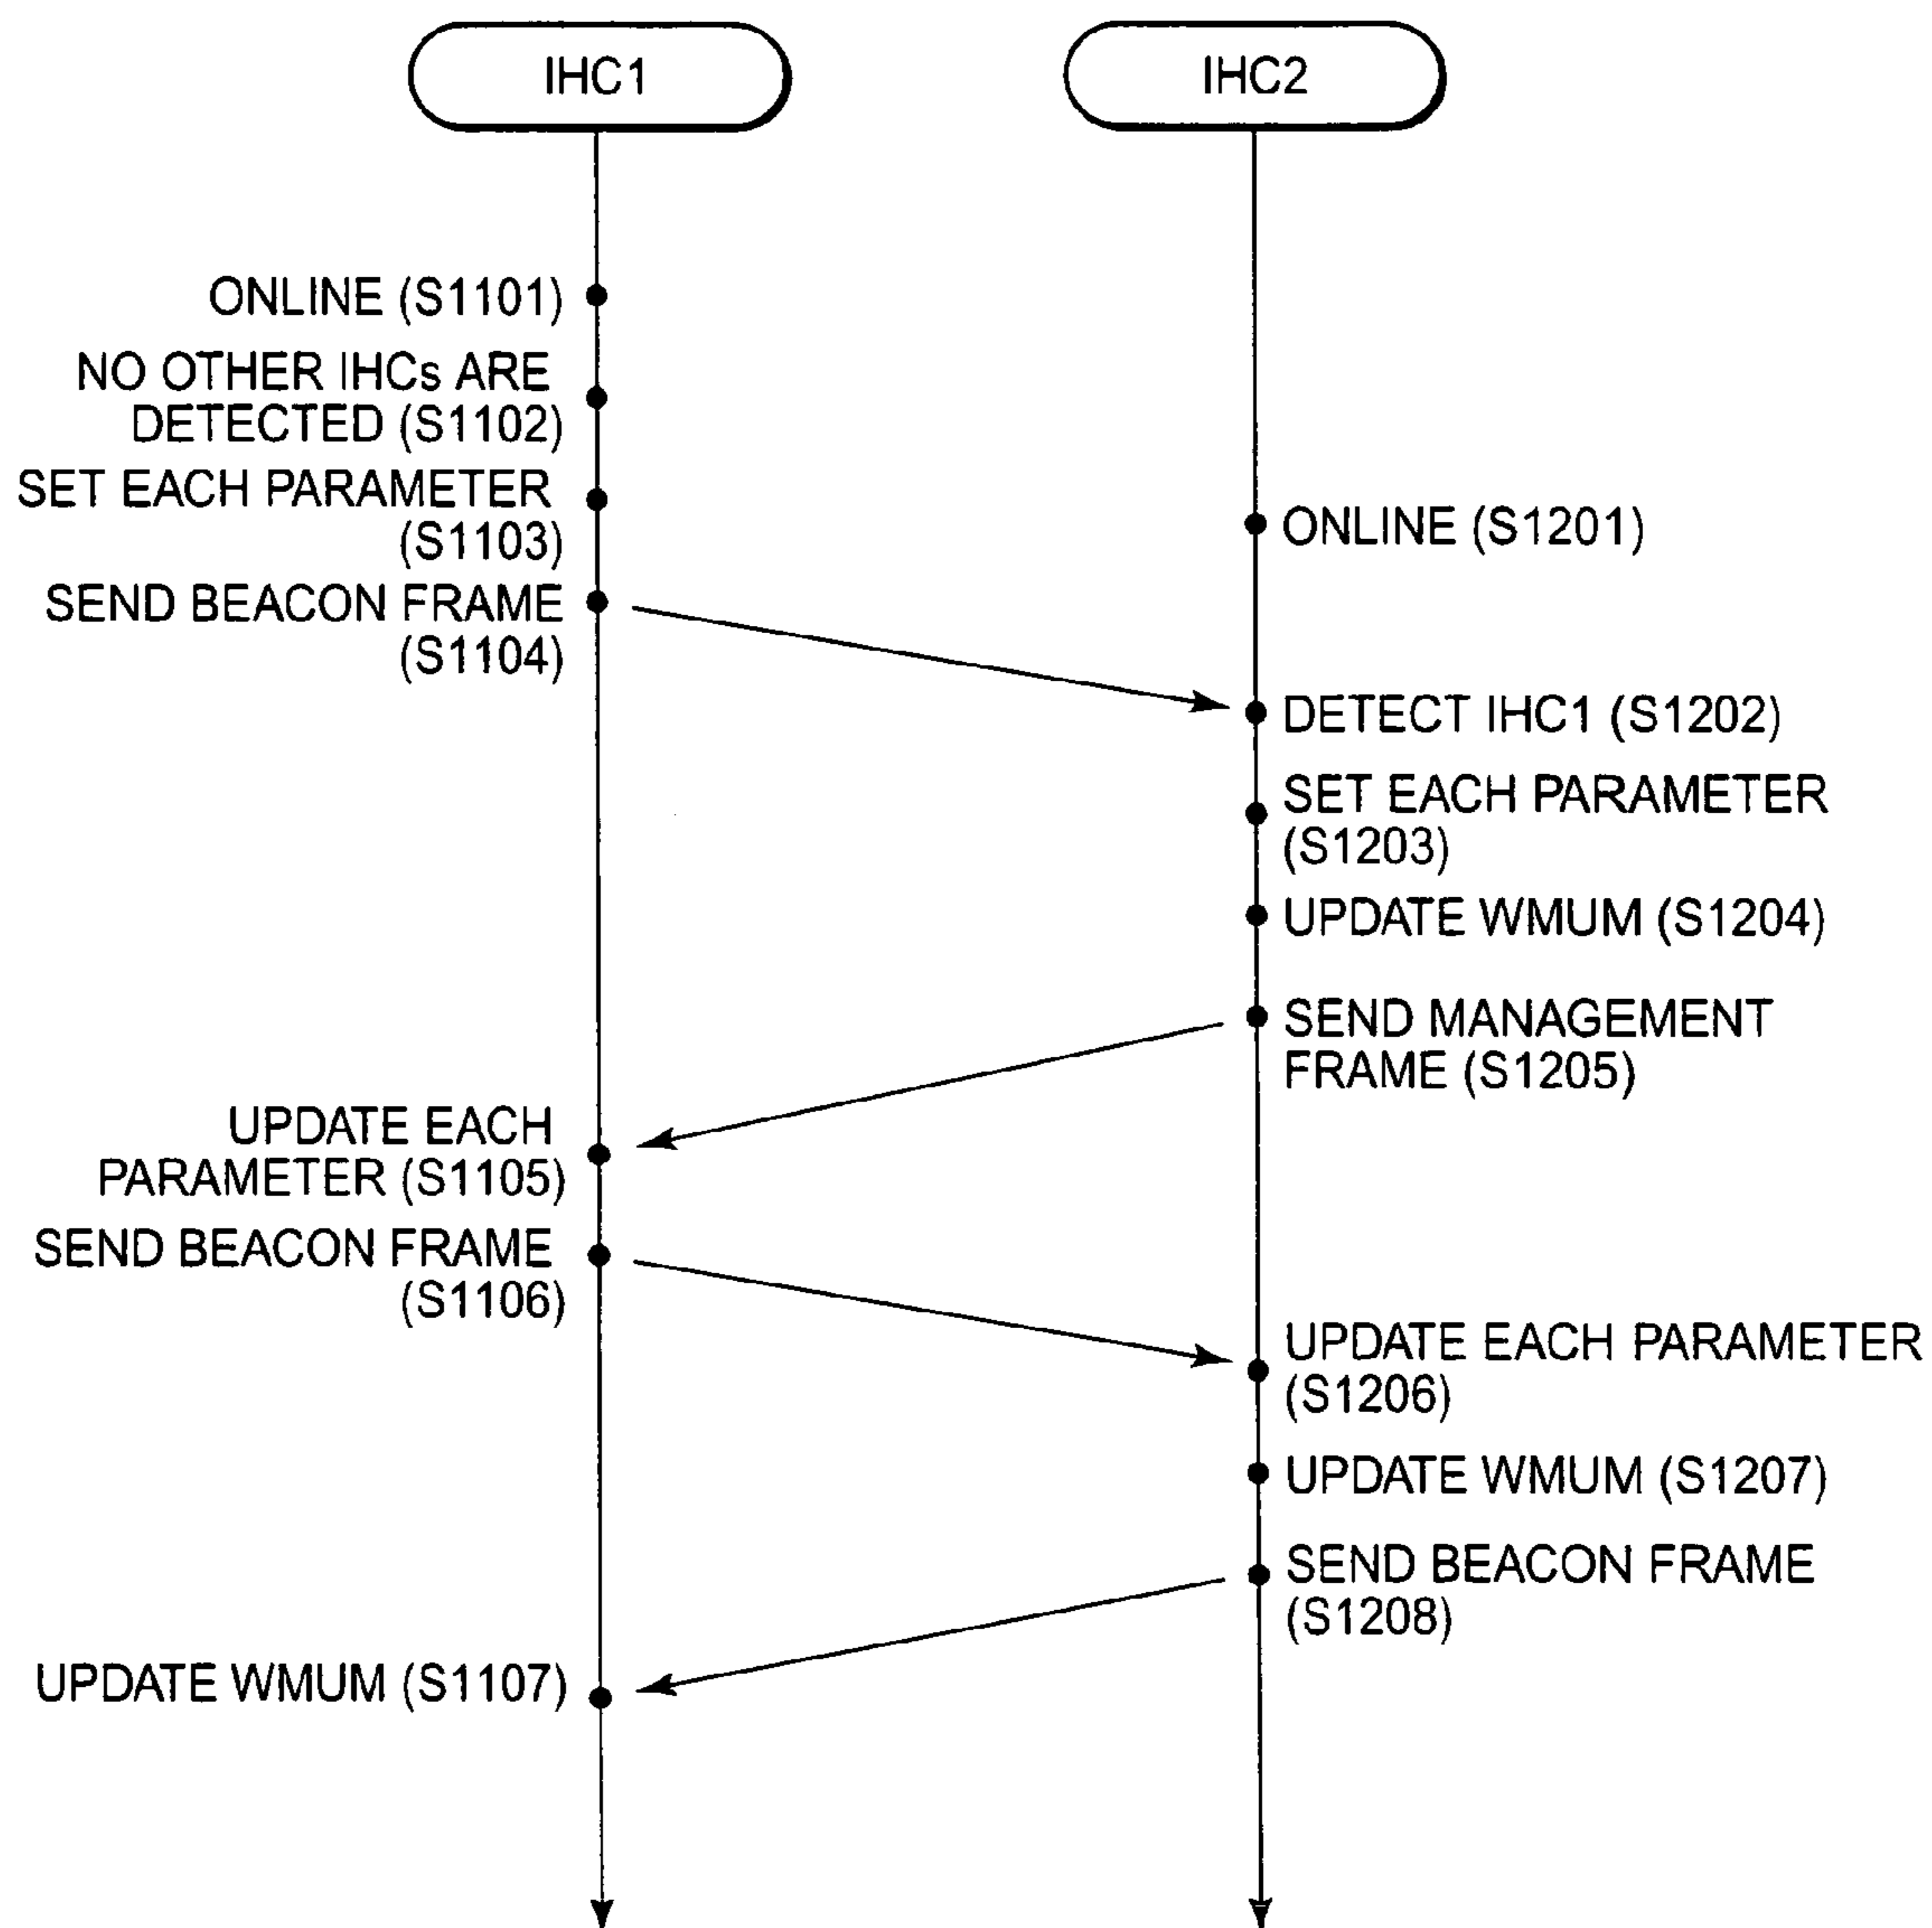 IHC1
IHC2
ONLINE (S1101)
NO OTHER IHCs ARE
DETECTED (S1102)
SET EACH PARAMETER
(S1103)
ONLINE (S1201)
SEND BEACON FRAME
(S1104)
DETECT IHC1 (S1202)
SET EACH PARAMETER
(S1203)
UPDATE WMUM (S1204)
SEND MANAGEMENT
FRAME (S1205)
UPDATE EACH
PARAMETER (S1105)
SEND BEACON FRAME
(S1106)
UPDATE EACH PARAMETER
(S1206)
UPDATE WMUM (S1207)
SEND BEACON FRAME
(S1208)
UPDATE WMUM (S1107)